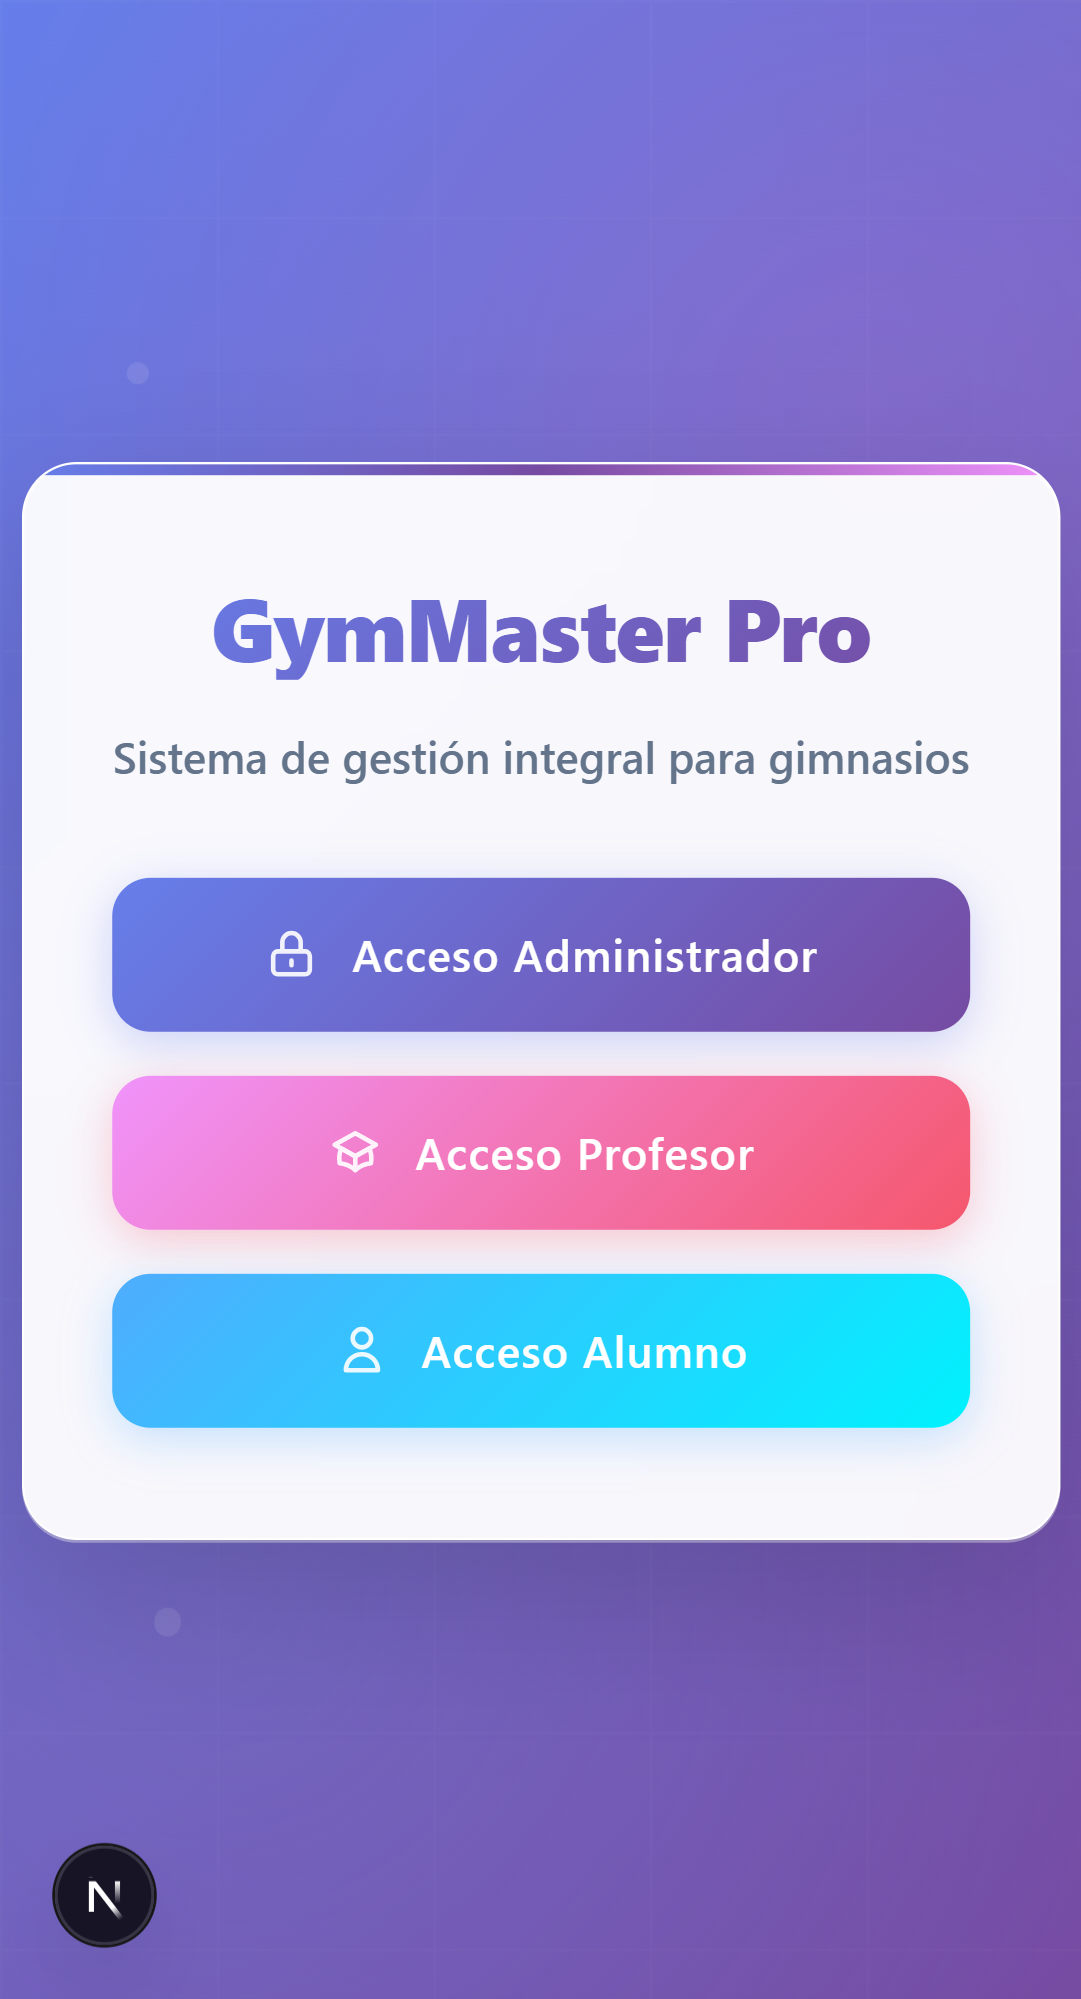 GymMaster Pro
Sistema de gestión integral para gimnasios
Acceso Administrador
Acceso Profesor
Acceso Alumno
N